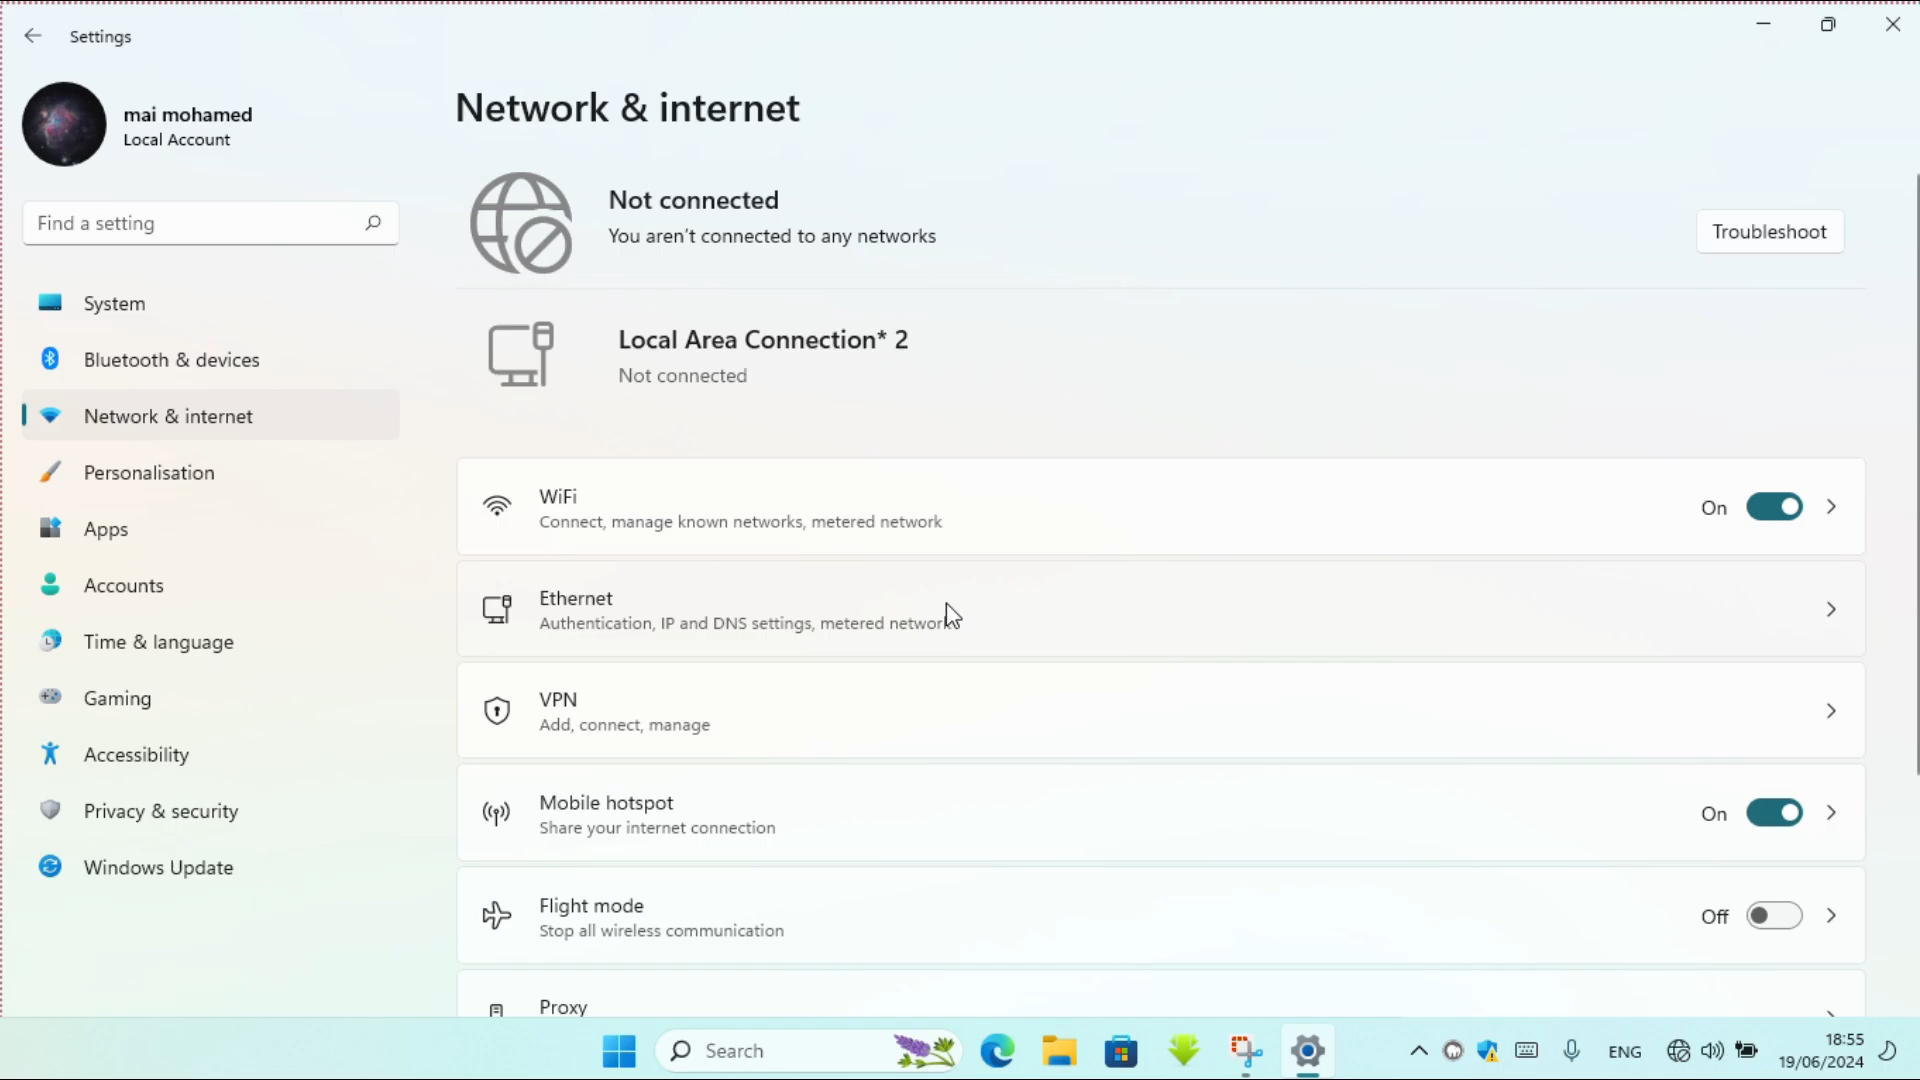 Settings
mai mohamed
Local Account
Find a setting
System
Bluetooth & devices
Network & internet
Personalisation
Apps
Accounts
Time & language
Gaming
Accessibility
Privacy & security
Windows Update
Network & internet
Not connected
You aren't connected to any networks
Troubleshoot
Local Area Connection* 2
Not connected
WiFi
Connect, manage known networks, metered network
On
Ethernet
Authentication, IP and DNS settings, metered network
VPN
Add, connect, manage
Mobile hotspot
Share your internet connection
On
Flight mode
Stop all wireless communication
Off
Proxy
Search
ENG
18:55
19/06/2024